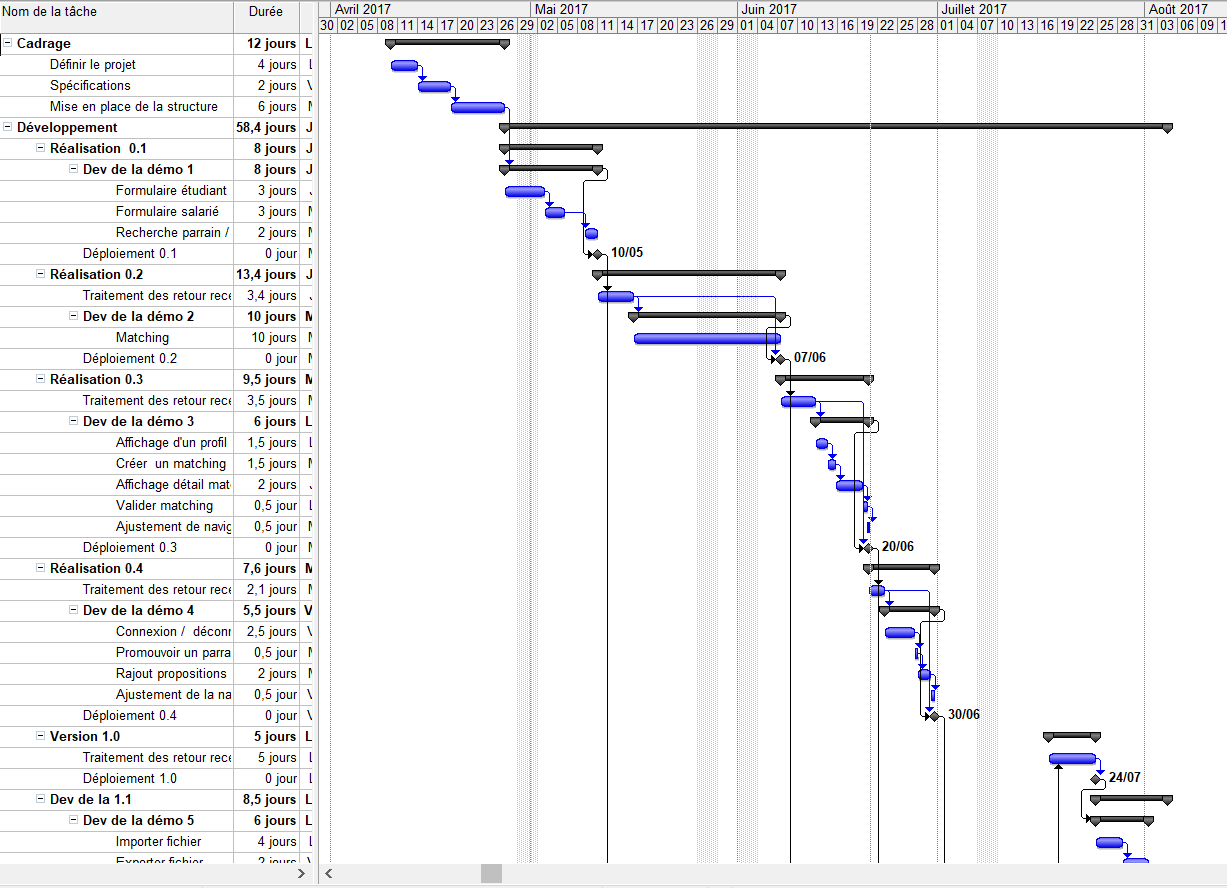 Nom de la tâche Durée
Avril 2017 Mai 2017 Juin 2017 Juillet 2017 Août 2017
30 02 05 08 11 14 17 20 23 26 29 02 05 08 11 14 17 20 23 26 29 01 04 07 10 13 16 19 22 25 28 01 04 07 10 13 16 19 22 25 28 31 03 06 09 1
Cadrage 12 jours L
Définir le projet 4 jours L
Spécifications 2 jours V
Mise en place de la structure 6 jours M
Développement 58,4 jours J
Réalisation 0.1 8 jours J
Dev de la démo 1 8 jours J
Formulaire étudiant 3 jours J
Formulaire salarié 3 jours M
Recherche parrain / 2 jours M
Déploiement 0.1 0 jour M 10/05
Réalisation 0.2 13,4 jours J
Traitement des retour rece 3,4 jours J
Dev de la démo 2 10 jours M
Matching 10 jours M
Déploiement 0.2 0 jour M 07/06
Réalisation 0.3 9,5 jours M
Traitement des retour rece 3,5 jours M
Dev de la démo 3 6 jours L
Affichage d'un profil 1,5 jours L
Créer un matching 1,5 jours M
Affichage détail mat 2 jours J
Valider matching 0,5 jour L
Ajustement de navig 0,5 jour M
Déploiement 0.3 0 jour M 20/06
Réalisation 0.4 7,6 jours M
Traitement des retour rece 2,1 jours M
Dev de la démo 4 5,5 jours V
Connexion / déconn 2,5 jours V
Promouvoir un parra 0,5 jour M
Rajout propositions 2 jours M
Ajustement de la na 0,5 jour V
Déploiement 0.4 0 jour V 30/06
Version 1.0 5 jours L
Traitement des retour rece 5 jours L
Déploiement 1.0 0 jour L 24/07
Dev de la 1.1 8,5 jours L
Dev de la démo 5 6 jours L
Importer fichier 4 jours L
Exporter fichier 2 jours V